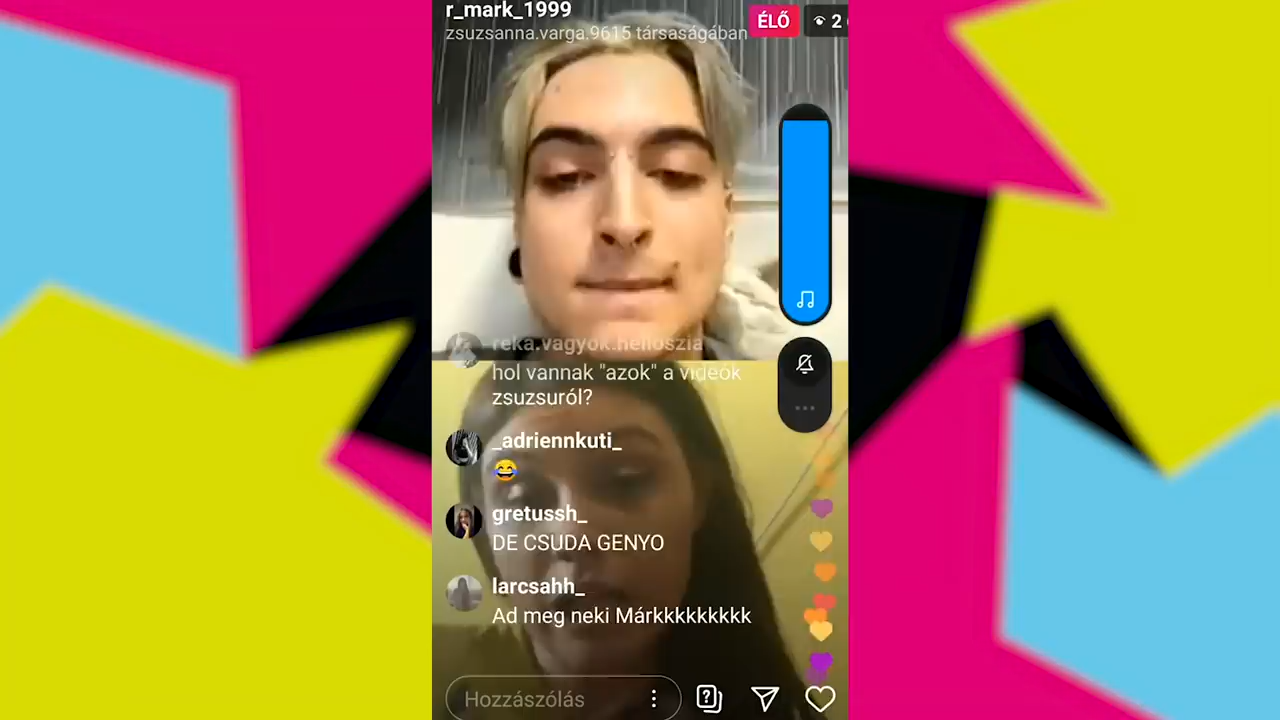 r_mark_1999
zsuzsanna.varga.9615 társaságában
ÉLŐ
2
reka.vagyok.helloszia
hol vannak "azok" a videók
zsuzsuról?
_adriennkuti_
😂
gretussh_
DE CSUDA GENYO
larcsahh_
Ad meg neki Márkkkkkkkkk
Hozzászólás